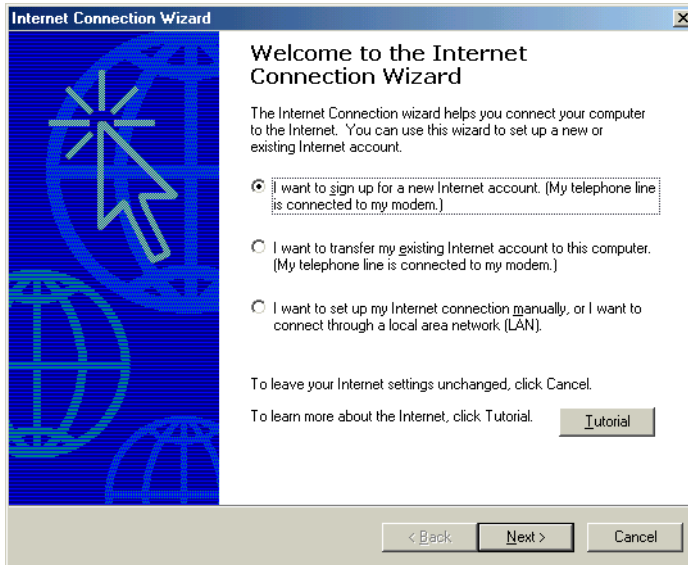 Internet Connection Wizard
Welcome to the Internet
Connection Wizard
The Internet Connection wizard helps you connect your computer
to the Internet. You can use this wizard to set up a new or
existing Internet account.
I want to sign up for a new Internet account. (My telephone line
is connected to my modem.)
I want to transfer my existing Internet account to this computer.
(My telephone line is connected to my modem.)
I want to set up my Internet connection manually, or I want to
connect through a local area network (LAN).
To leave your Internet settings unchanged, click Cancel.
To learn more about the Internet, click Tutorial.
Tutorial
< Back
Next >
Cancel